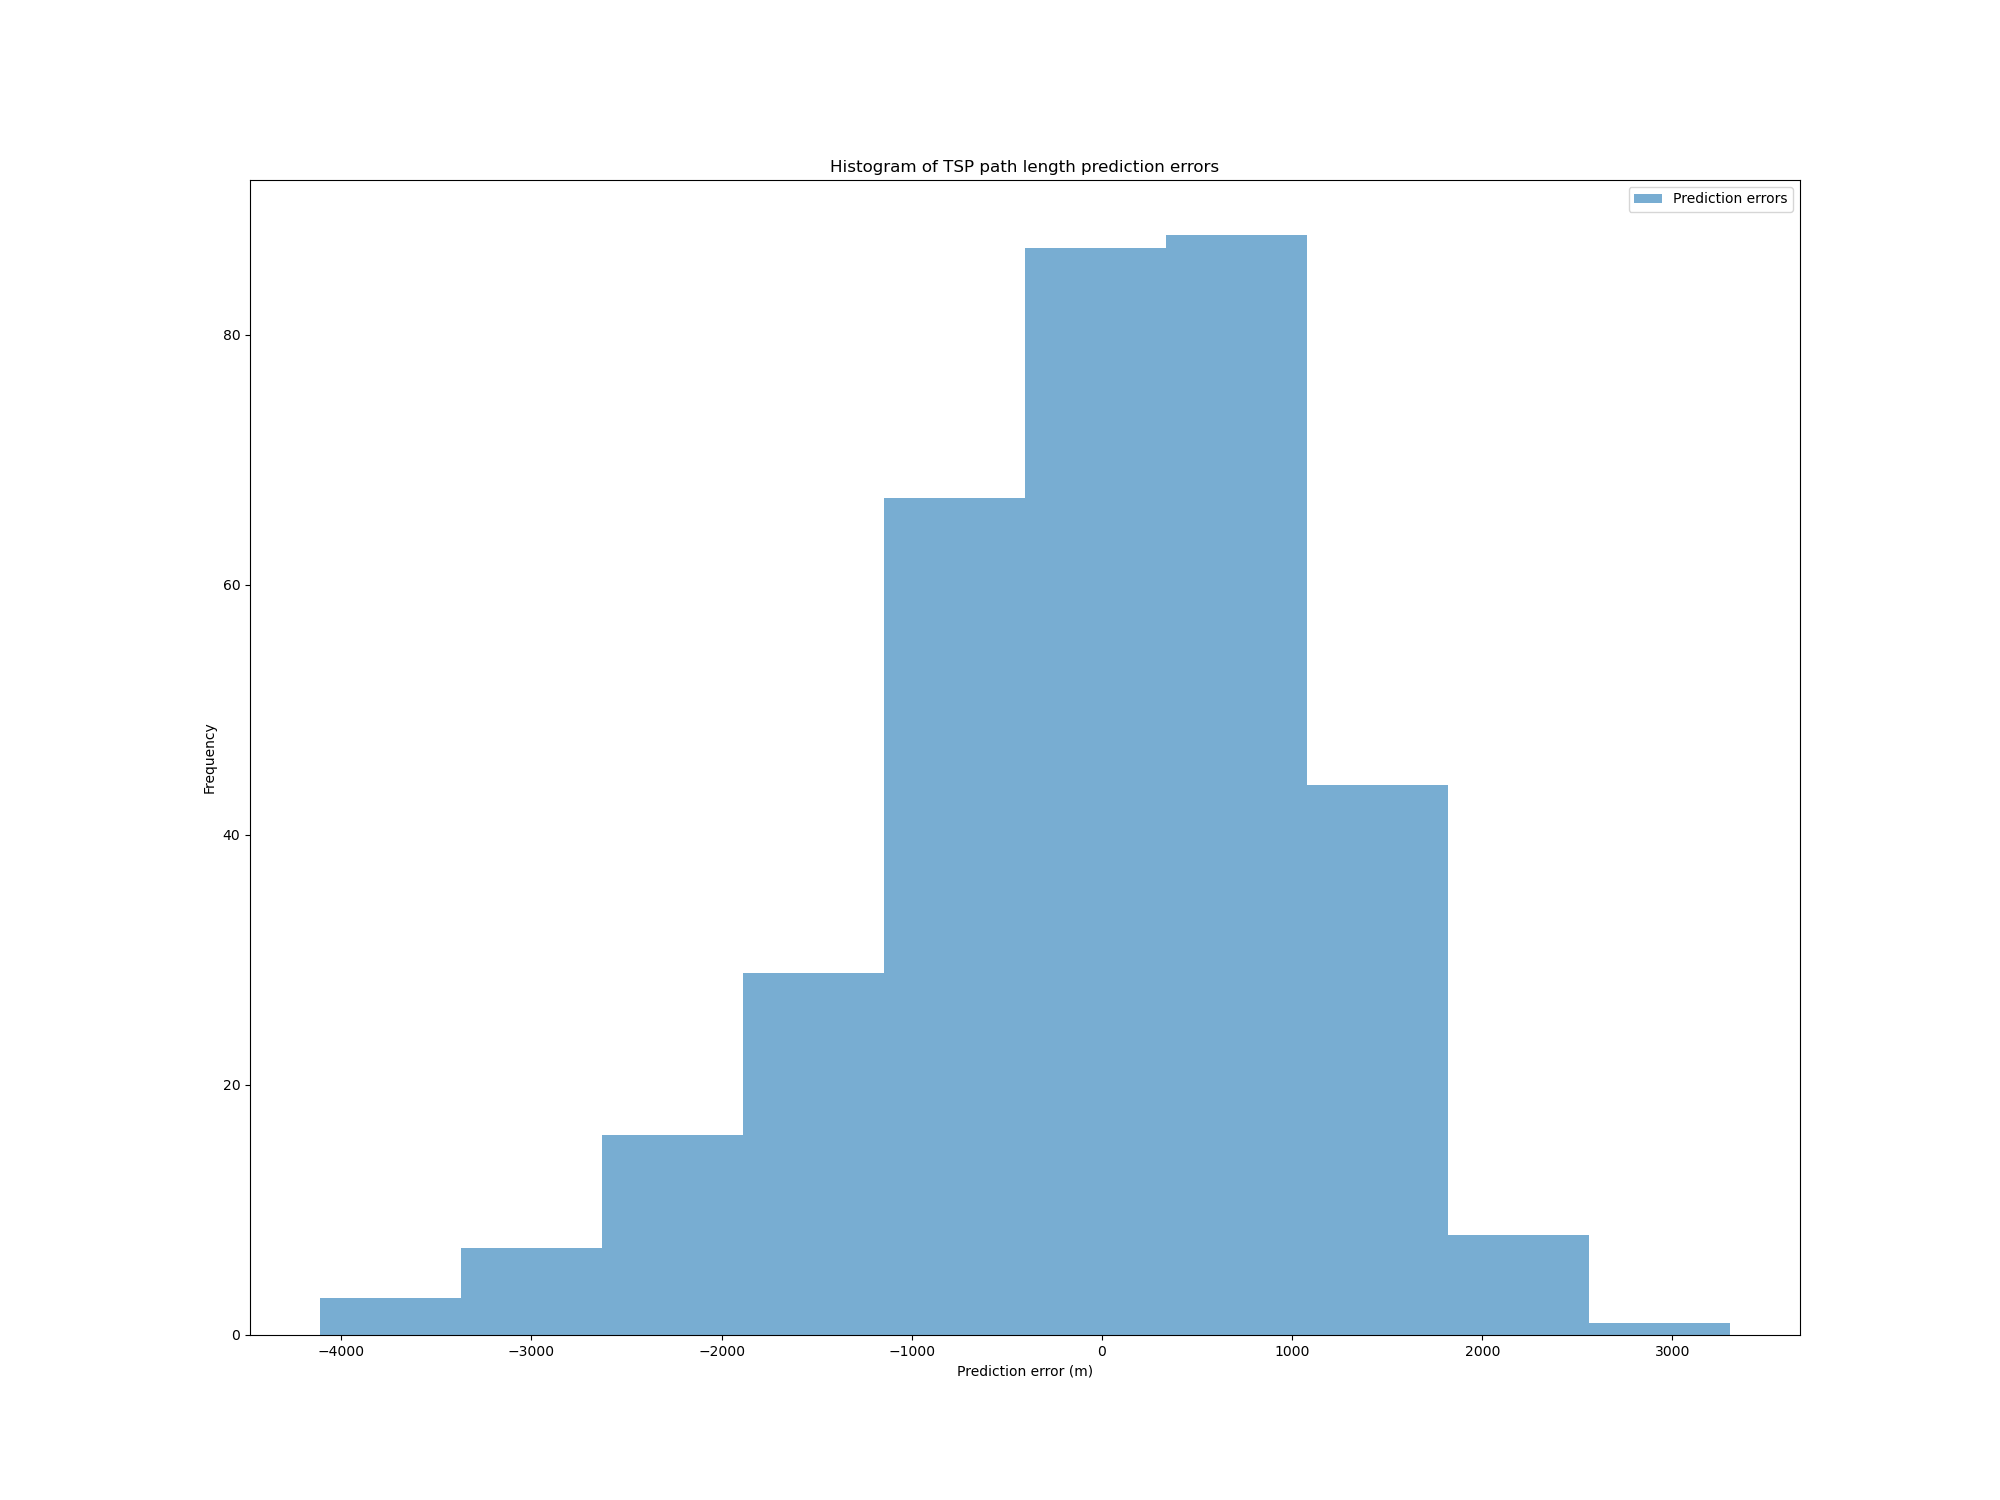 Histogram of TSP path length prediction errors
Prediction errors
80
60
40
20
0
Frequency
−4000 −3000 −2000 −1000 0 1000 2000 3000
Prediction error (m)